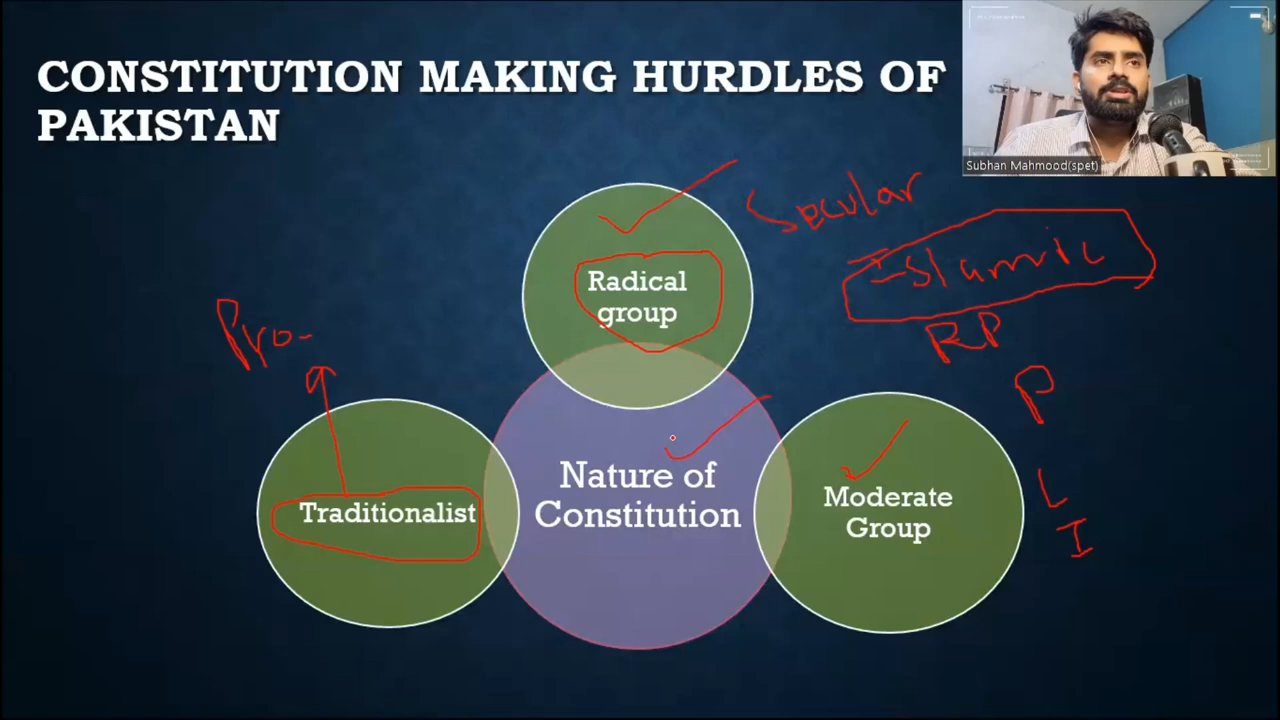 CONSTITUTION MAKING HURDLES OF
PAKISTAN
Subhan Mahmood(spet)
Secular
Islamic
RP
Radical
group
Pro-
P
L
I
Nature of
Constitution
Traditionalist
Moderate
Group